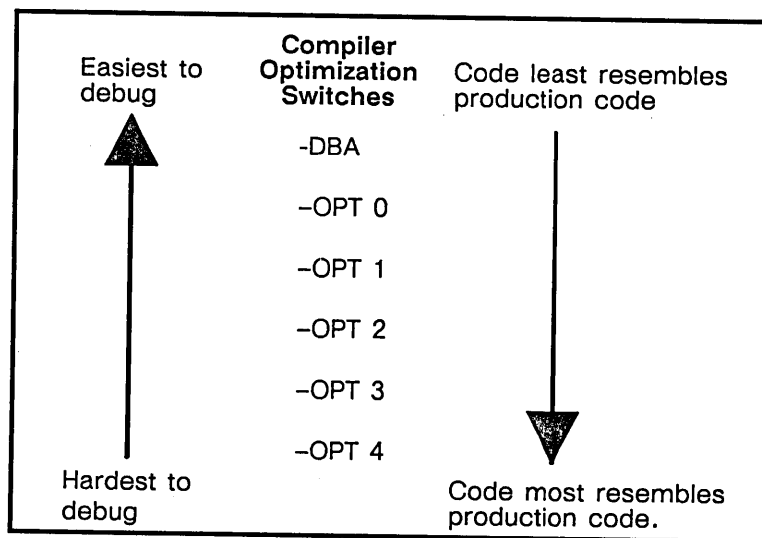 Easiest to
debug
Compiler
Optimization
Switches
Code least resembles
production code
-DBA
–OPT 0
–OPT 1
–OPT 2
–OPT 3
–OPT 4
Hardest to
debug
Code most resembles
production code.